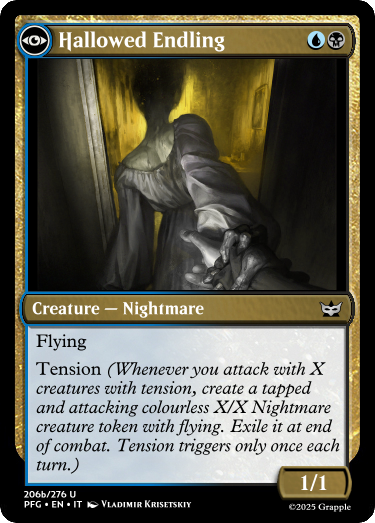 Hallowed Endling
Creature — Nightmare
Flying
Tension (Whenever you attack with X
creatures with tension, create a tapped
and attacking colourless X/X Nightmare
creature token with flying. Exile it at end
of combat. Tension triggers only once each
turn.)
1/1
206b/276 U
PFG • EN • IT Vladimir Krisetskiy
©2025 Grapple